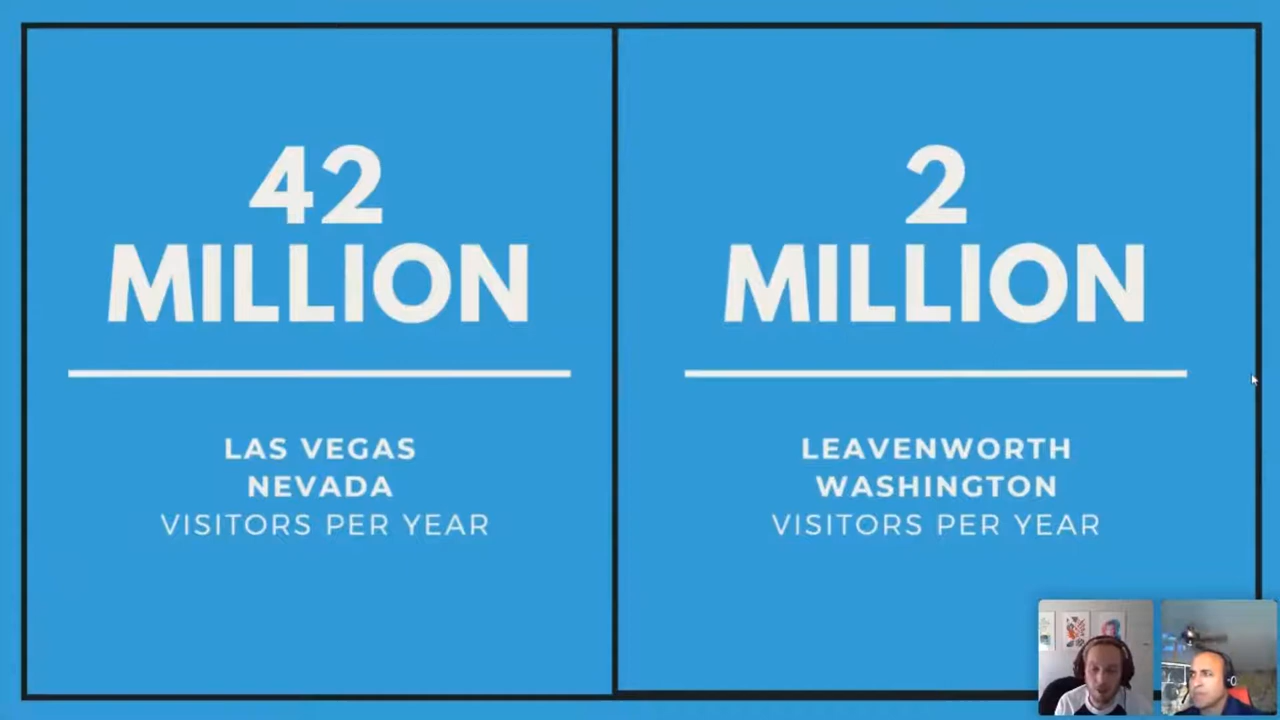 42
MILLION
LAS VEGAS
NEVADA
VISITORS PER YEAR
2
MILLION
LEAVENWORTH
WASHINGTON
VISITORS PER YEAR